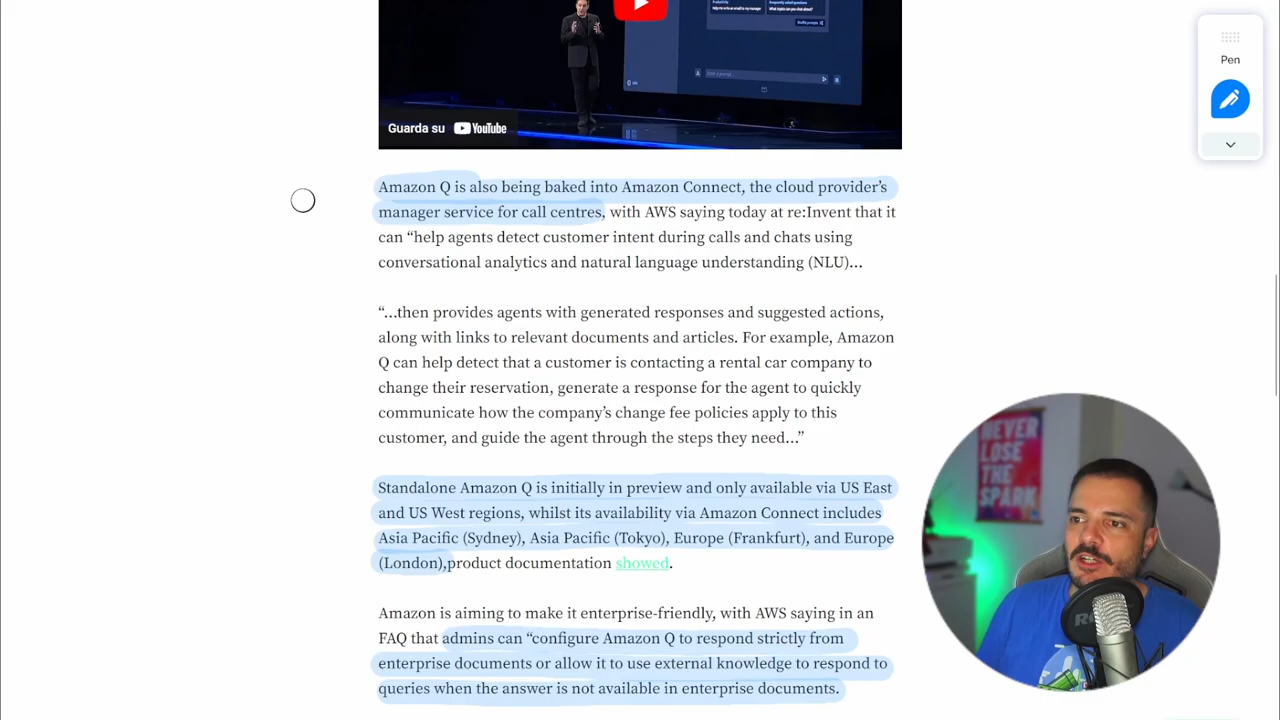 Guarda su YouTube
Pen
Amazon Q is also being baked into Amazon Connect, the cloud provider’s
manager service for call centres, with AWS saying today at re:Invent that it
can “help agents detect customer intent during calls and chats using
conversational analytics and natural language understanding (NLU)…
“…then provides agents with generated responses and suggested actions,
along with links to relevant documents and articles. For example, Amazon
Q can help detect that a customer is contacting a rental car company to
change their reservation, generate a response for the agent to quickly
communicate how the company’s change fee policies apply to this
customer, and guide the agent through the steps they need…”
Standalone Amazon Q is initially in preview and only available via US East
and US West regions, whilst its availability via Amazon Connect includes
Asia Pacific (Sydney), Asia Pacific (Tokyo), Europe (Frankfurt), and Europe
(London),product documentation showed.
Amazon is aiming to make it enterprise-friendly, with AWS saying in an
FAQ that admins can “configure Amazon Q to respond strictly from
enterprise documents or allow it to use external knowledge to respond to
queries when the answer is not available in enterprise documents.
NEVER
LOSE
THE
SPARK